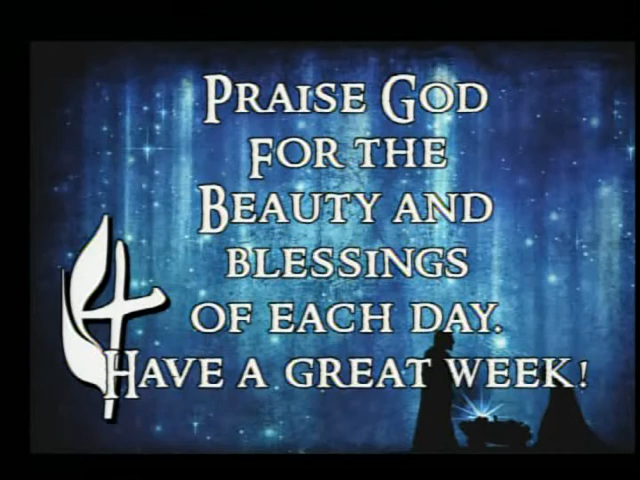 Praise God
for the
Beauty and
blessings
of each day.
Have a great week!